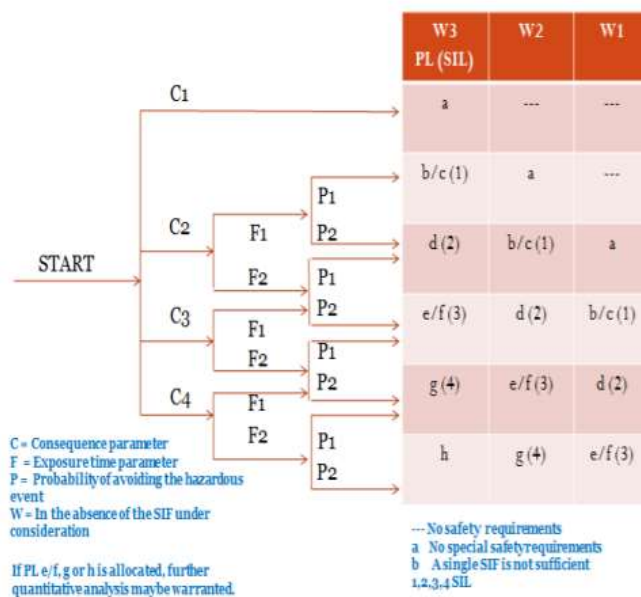 W3
PL (SIL)
W2
W1
C1
a
---
---
b/c (1)
a
---
P1
C2
F1
P2
d (2)
b/c (1)
a
START
F2
P1
C3
P2
e/f (3)
d (2)
b/c (1)
F1
F2
P1
P2
g (4)
e/f (3)
d (2)
C4
F1
F2
P1
P2
h
g (4)
e/f (3)
C = Consequence parameter
F = Exposure time parameter
P = Probability of avoiding the hazardous
event
W = In the absence of the SIF under
consideration
If PL e/f, g or h is allocated, further
quantitative analysis maybe warranted.
--- No safety requirements
a No special safety requirements
b A single SIF is not sufficient
1,2,3,4 SIL